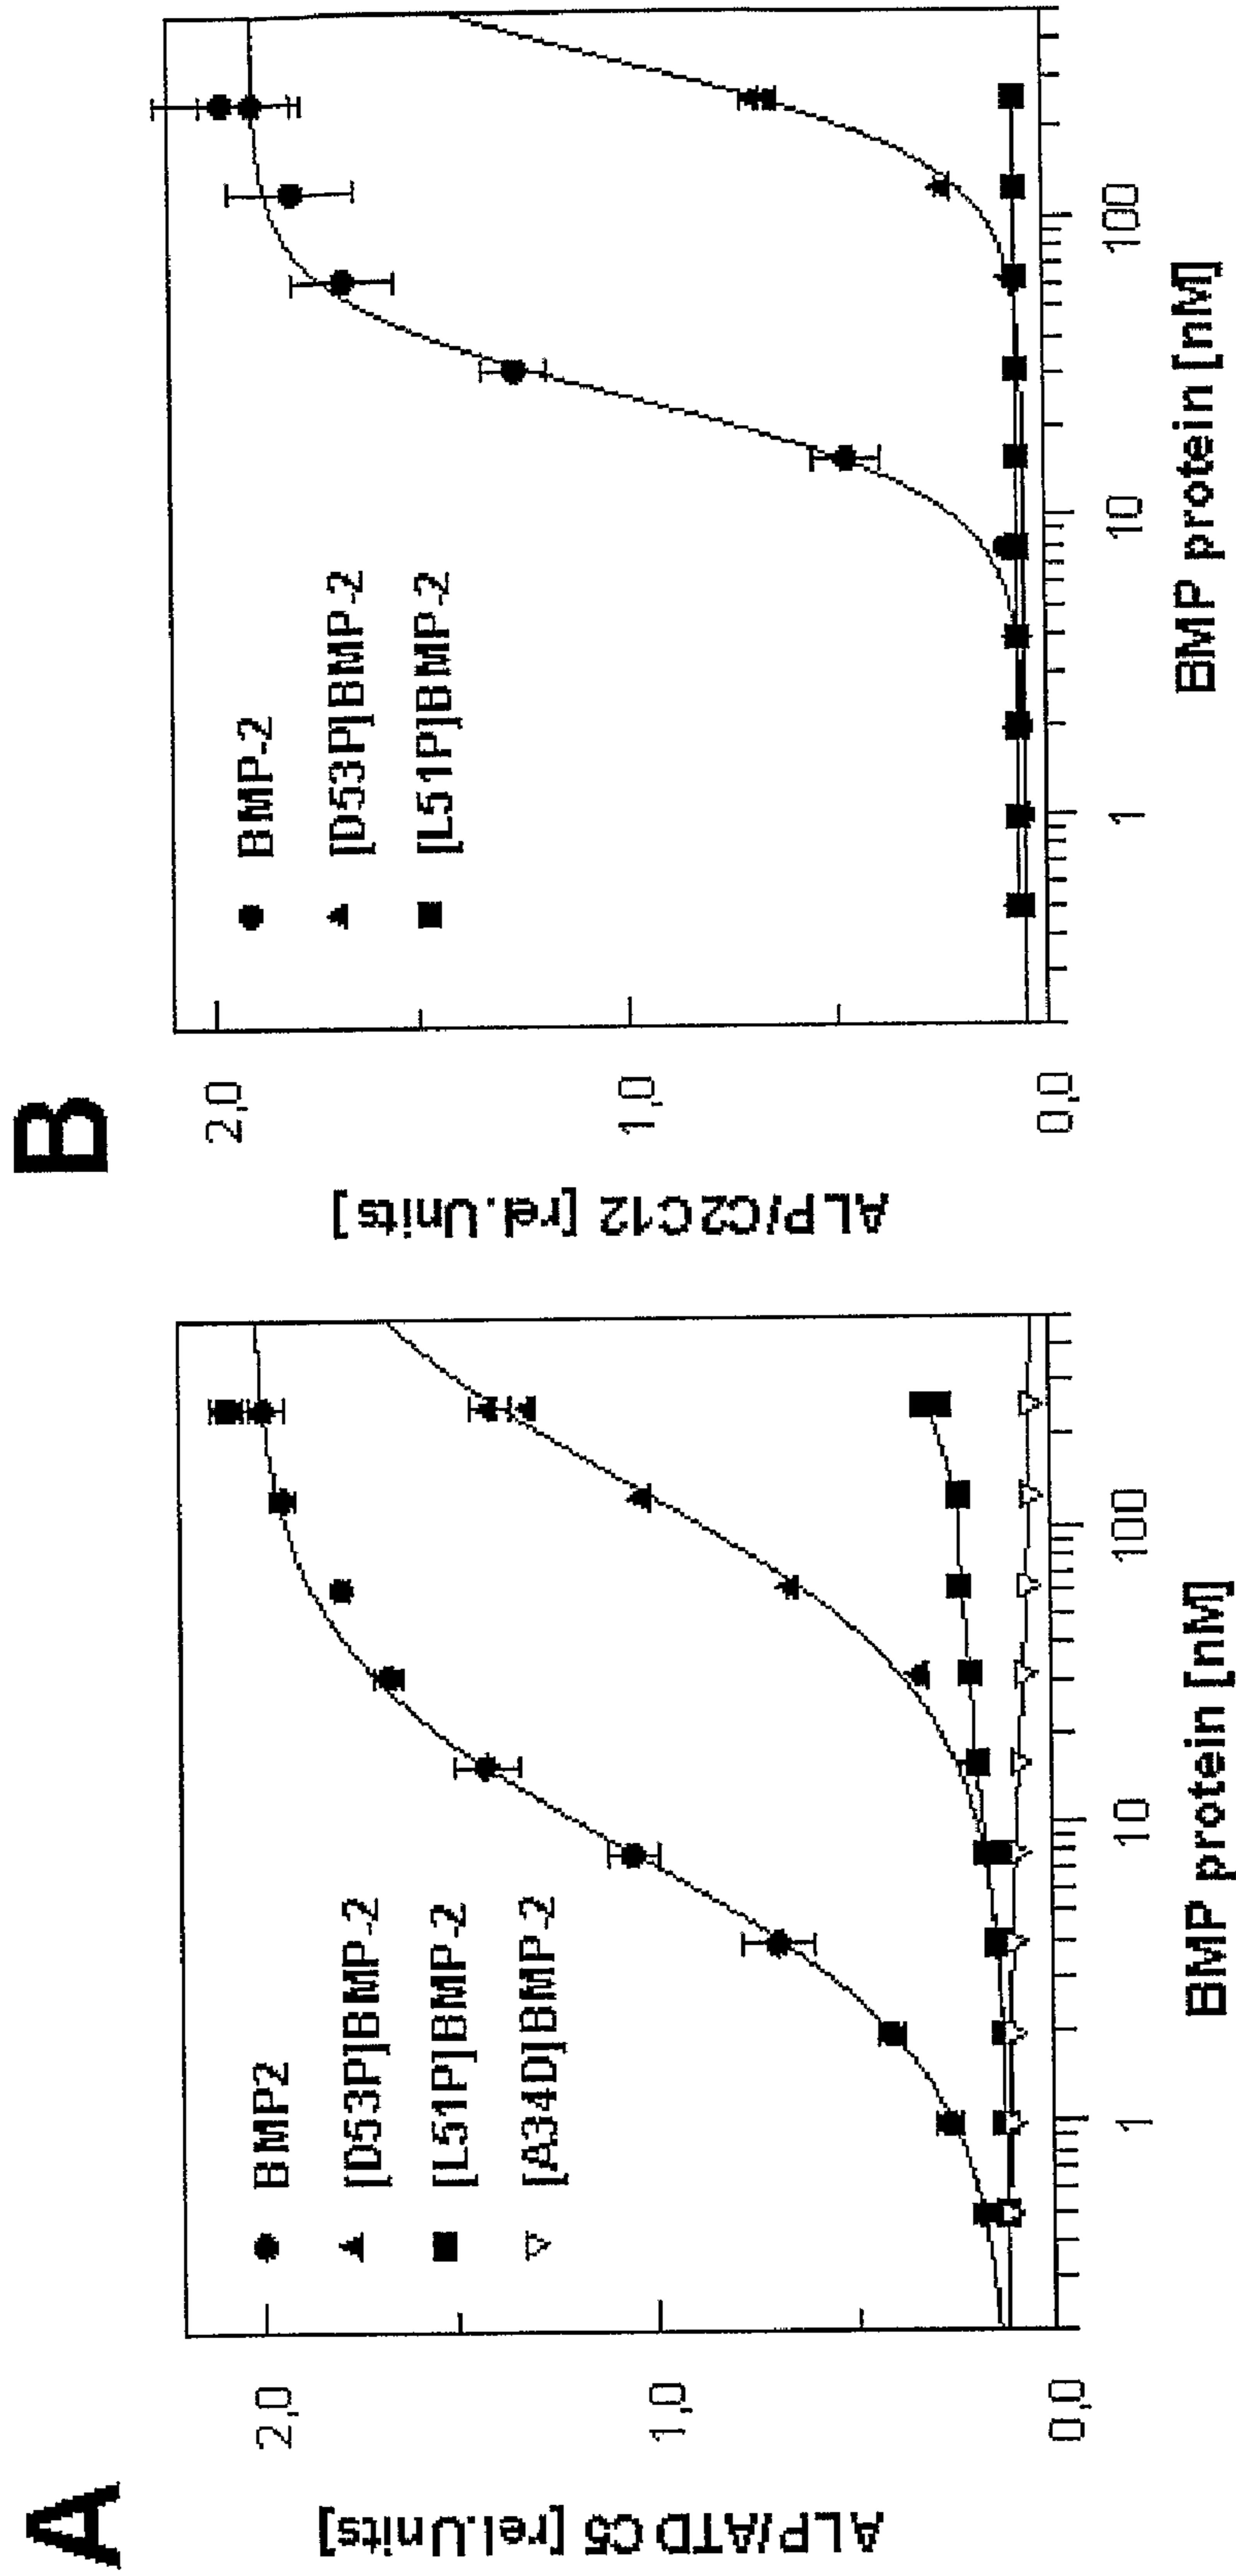 A
ALP/ATDC5 [rel.Units]
2,0
1,0
0,0
BMP2
[D53P]BMP-2
[L51P]BMP-2
[A34D]BMP-2
1
10
100
BMP protein [nM]
B
ALP/C2C12 [rel.Units]
2,0
1,0
0,0
BMP-2
[D53P]BMP-2
[L51P]BMP-2
1
10
100
BMP protein [nM]